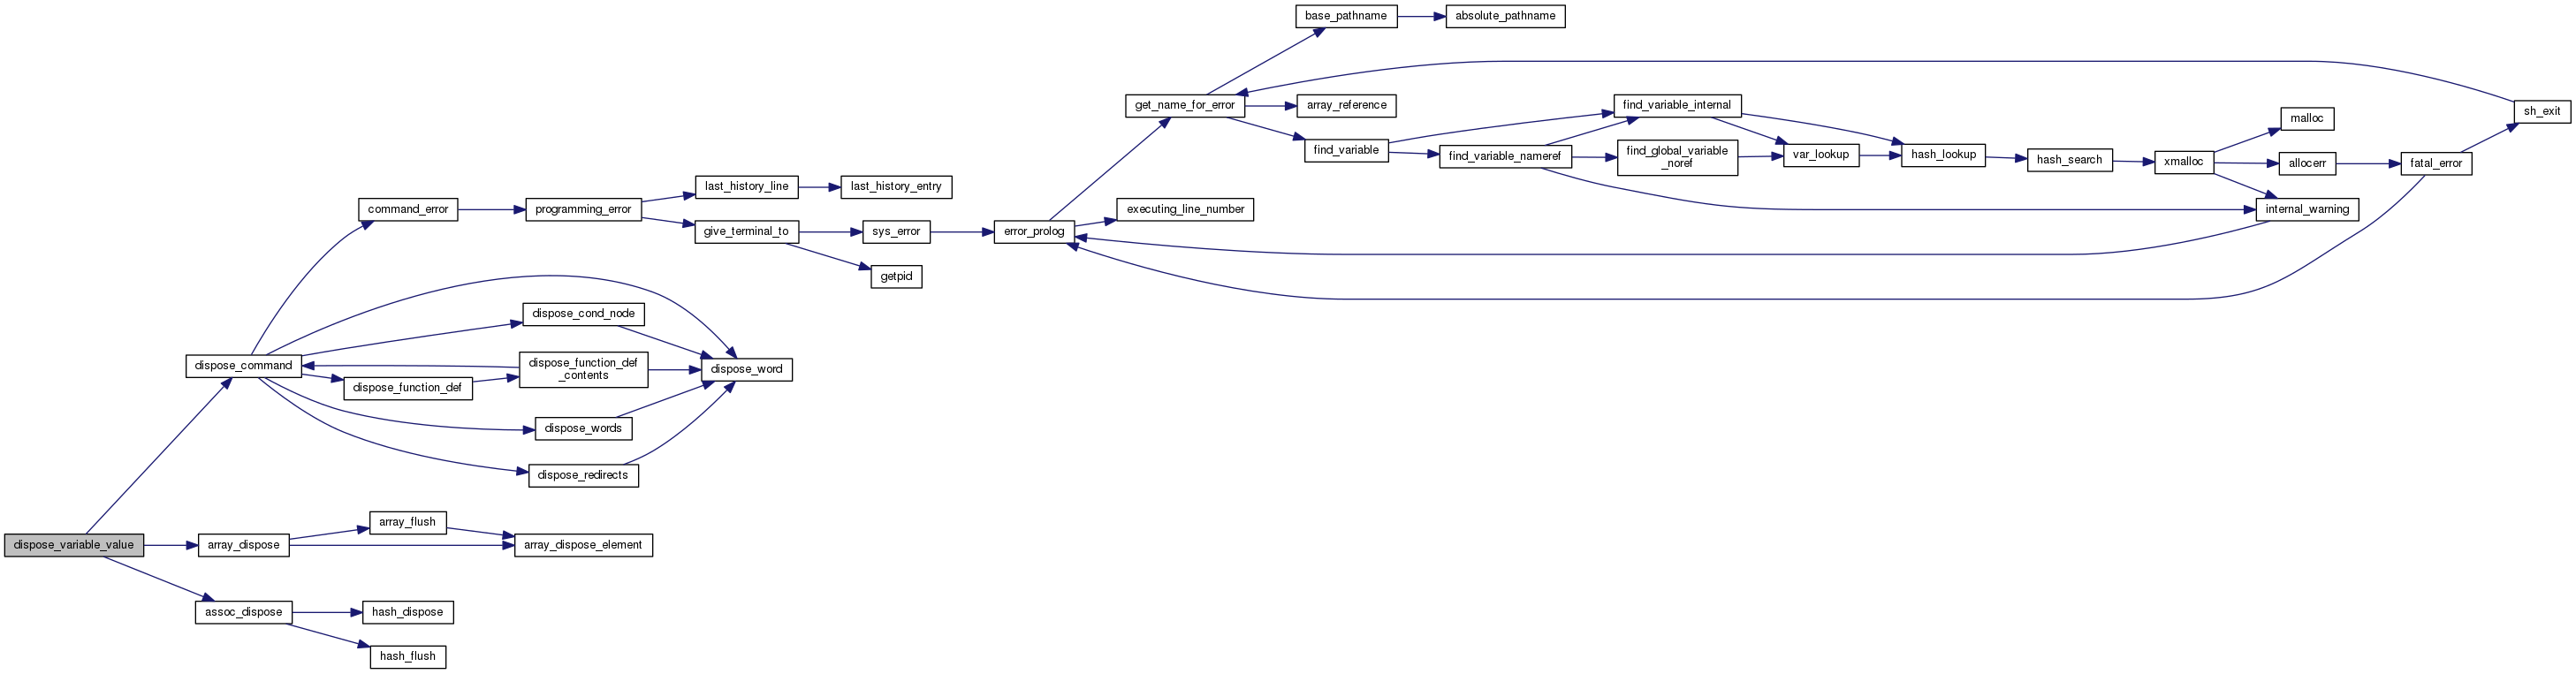 base_pathname
absolute_pathname
get_name_for_error
array_reference
find_variable_internal
sh_exit
malloc
find_variable
find_variable_nameref
find_global_variable
_noref
var_lookup
hash_lookup
hash_search
xmalloc
allocerr
fatal_error
last_history_line
last_history_entry
command_error
programming_error
executing_line_number
internal_warning
give_terminal_to
sys_error
error_prolog
getpid
dispose_cond_node
dispose_command
dispose_function_def
_contents
dispose_word
dispose_function_def
dispose_words
dispose_redirects
array_flush
dispose_variable_value
array_dispose
array_dispose_element
assoc_dispose
hash_dispose
hash_flush